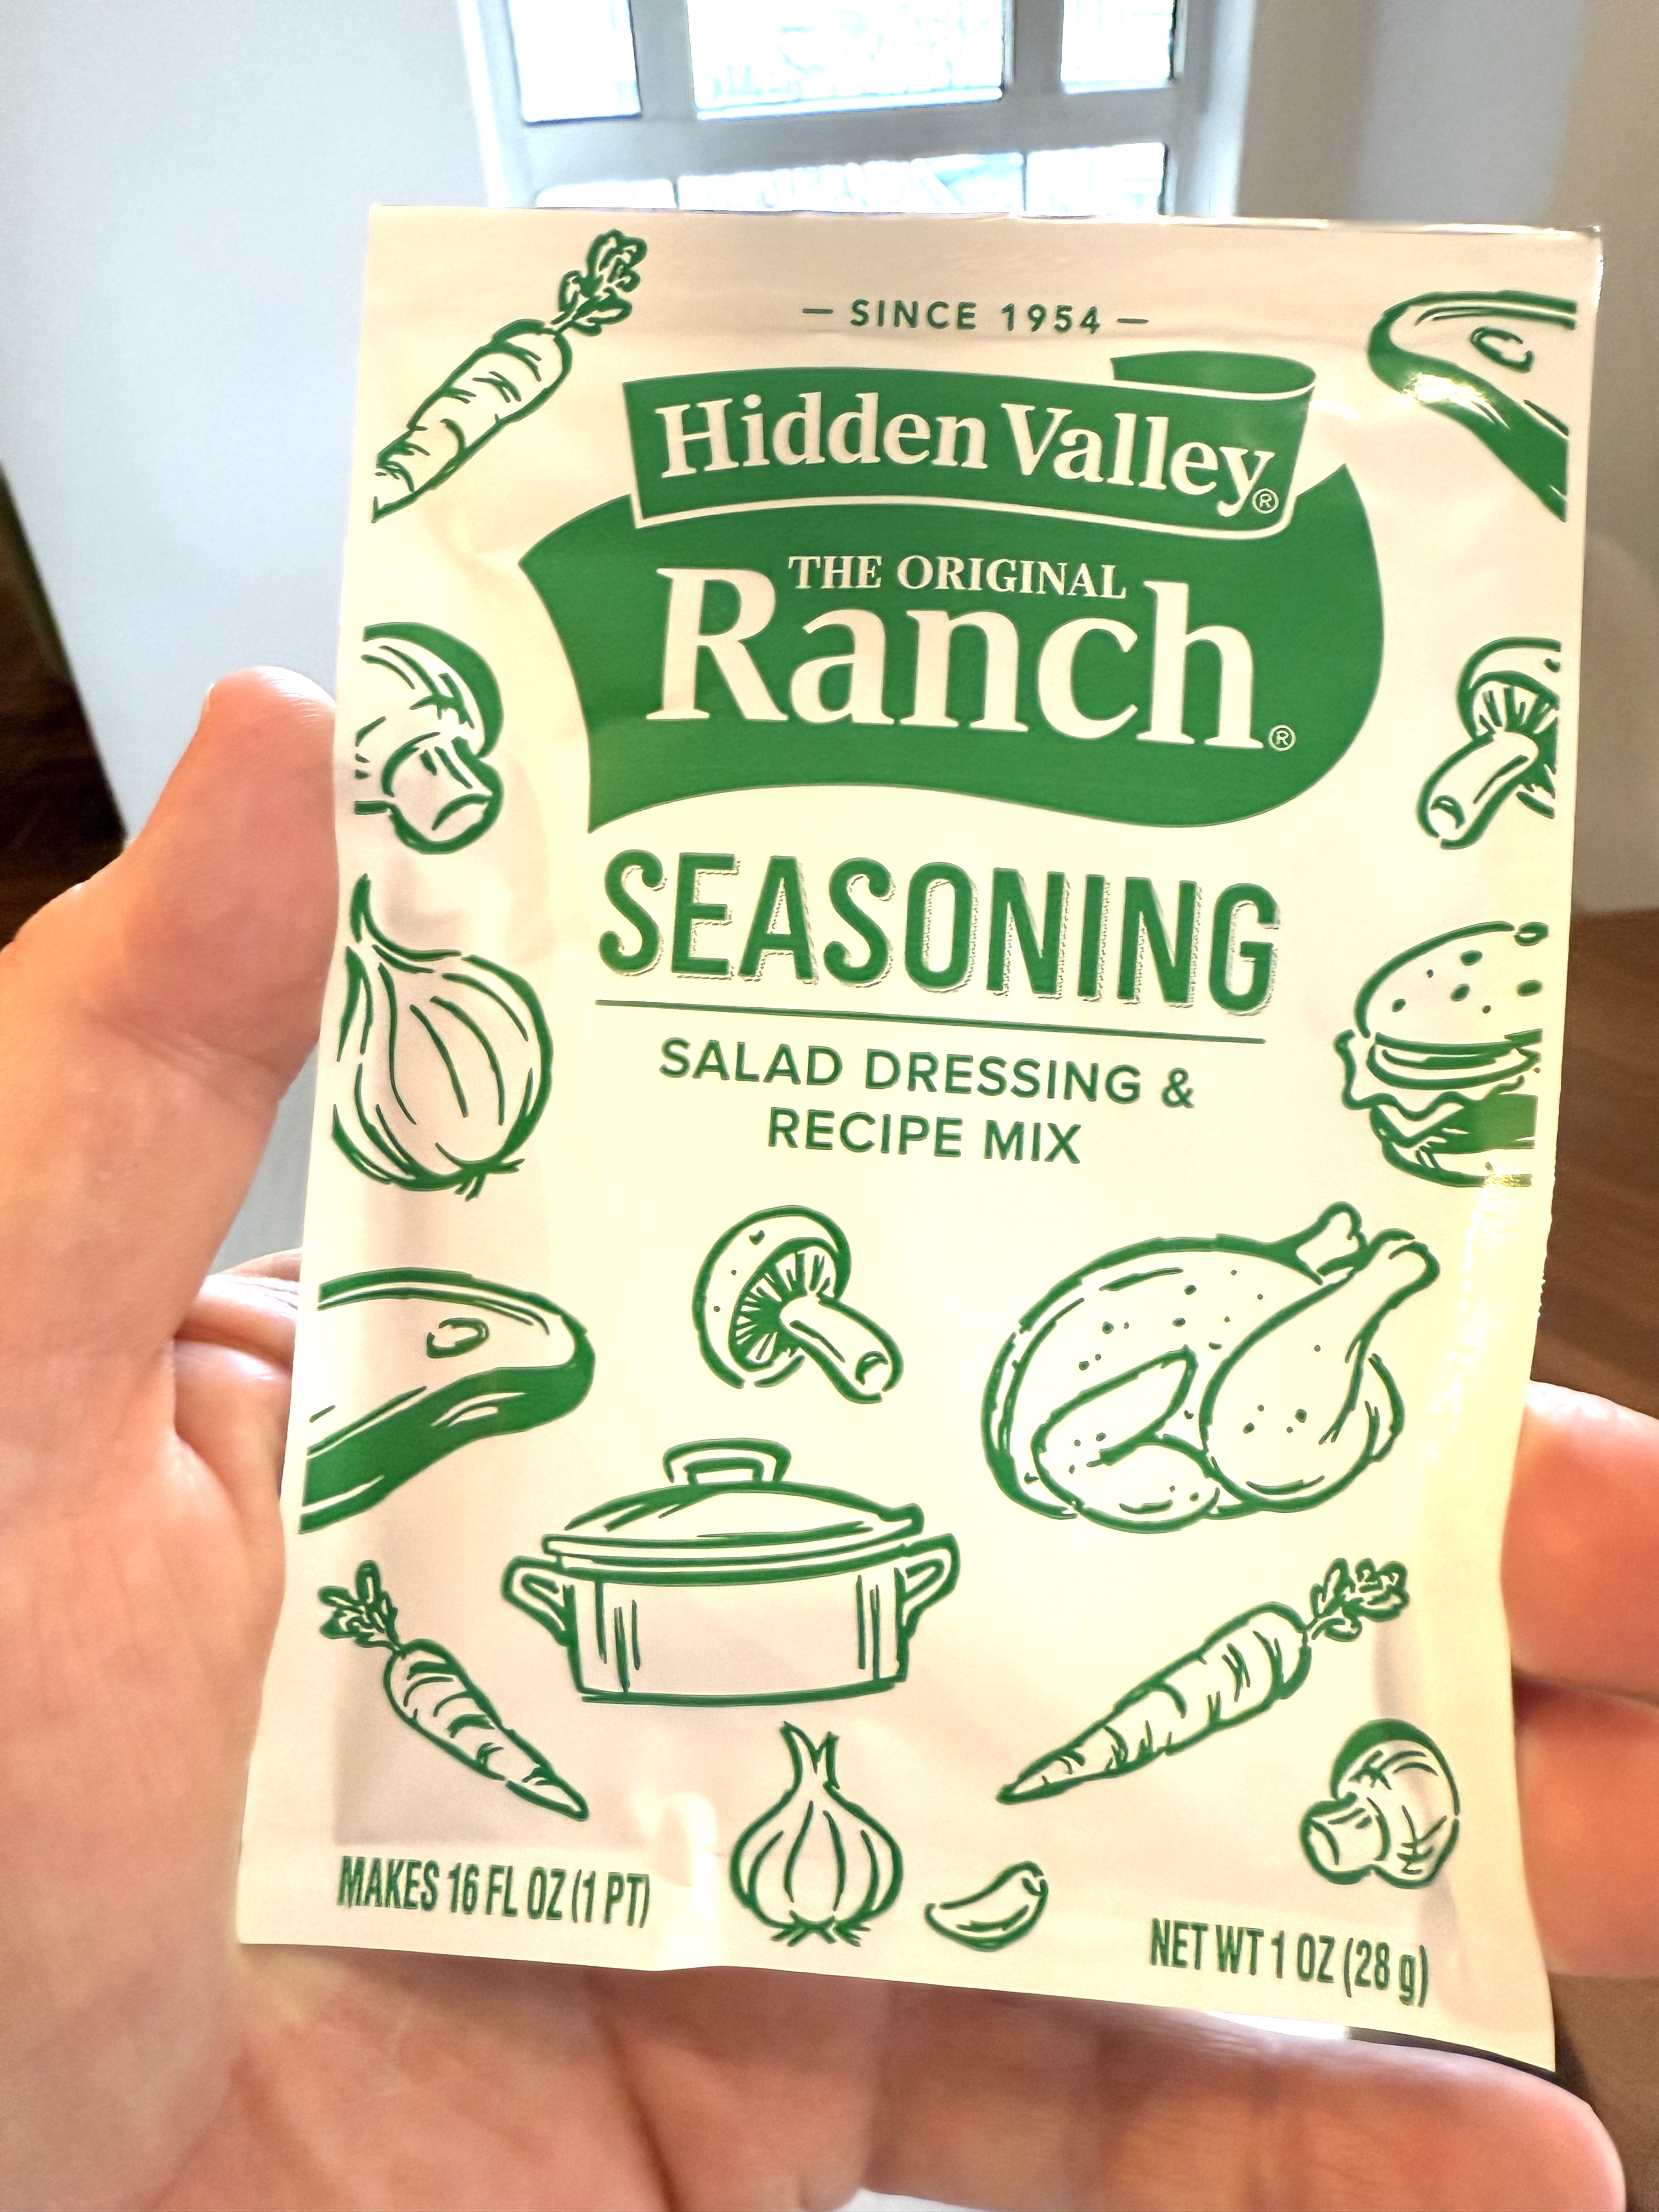 — SINCE 1954 —
Hidden Valley®
THE ORIGINAL
Ranch®
SEASONING
SALAD DRESSING &
RECIPE MIX
MAKES 16 FL OZ (1 PT)
NET WT 1 OZ (28 g)